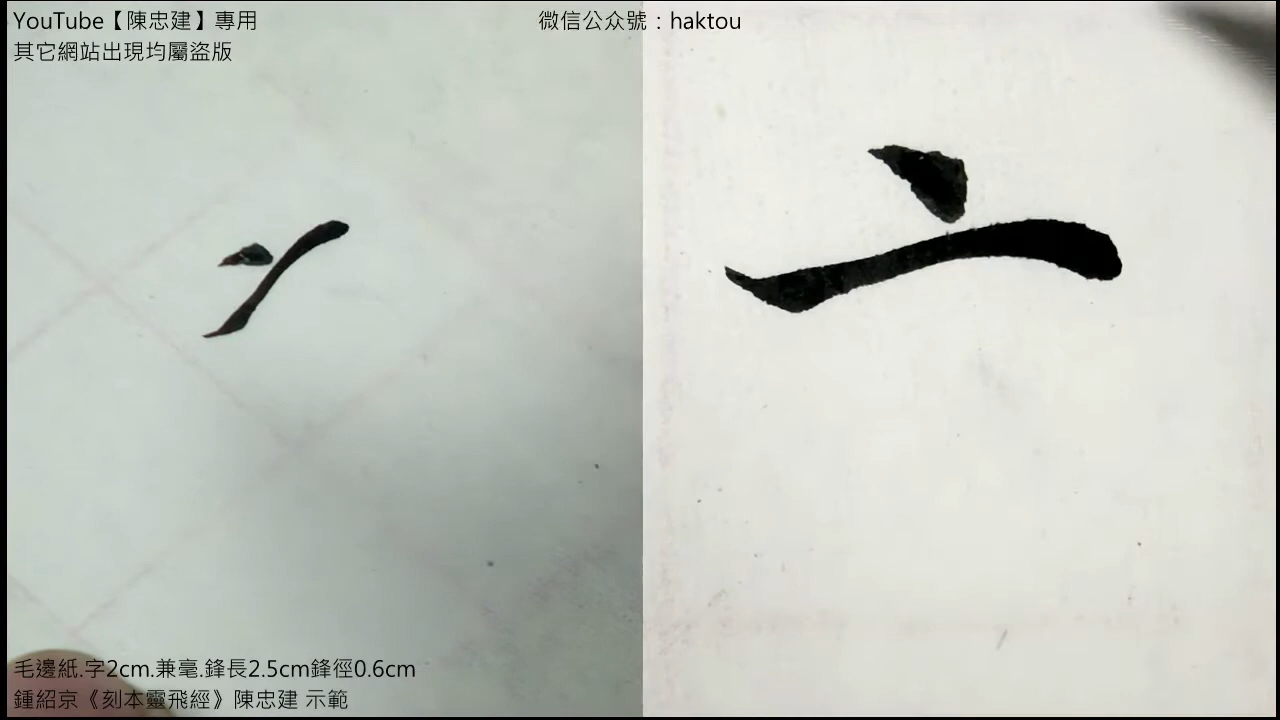 YouTube【陳忠建】專用
其它網站出現均屬盜版
微信公众號：haktou
亠
毛邊紙.字2cm.兼毫.鋒長2.5cm鋒徑0.6cm
鍾紹京《刻本靈飛經》陳忠建 示範